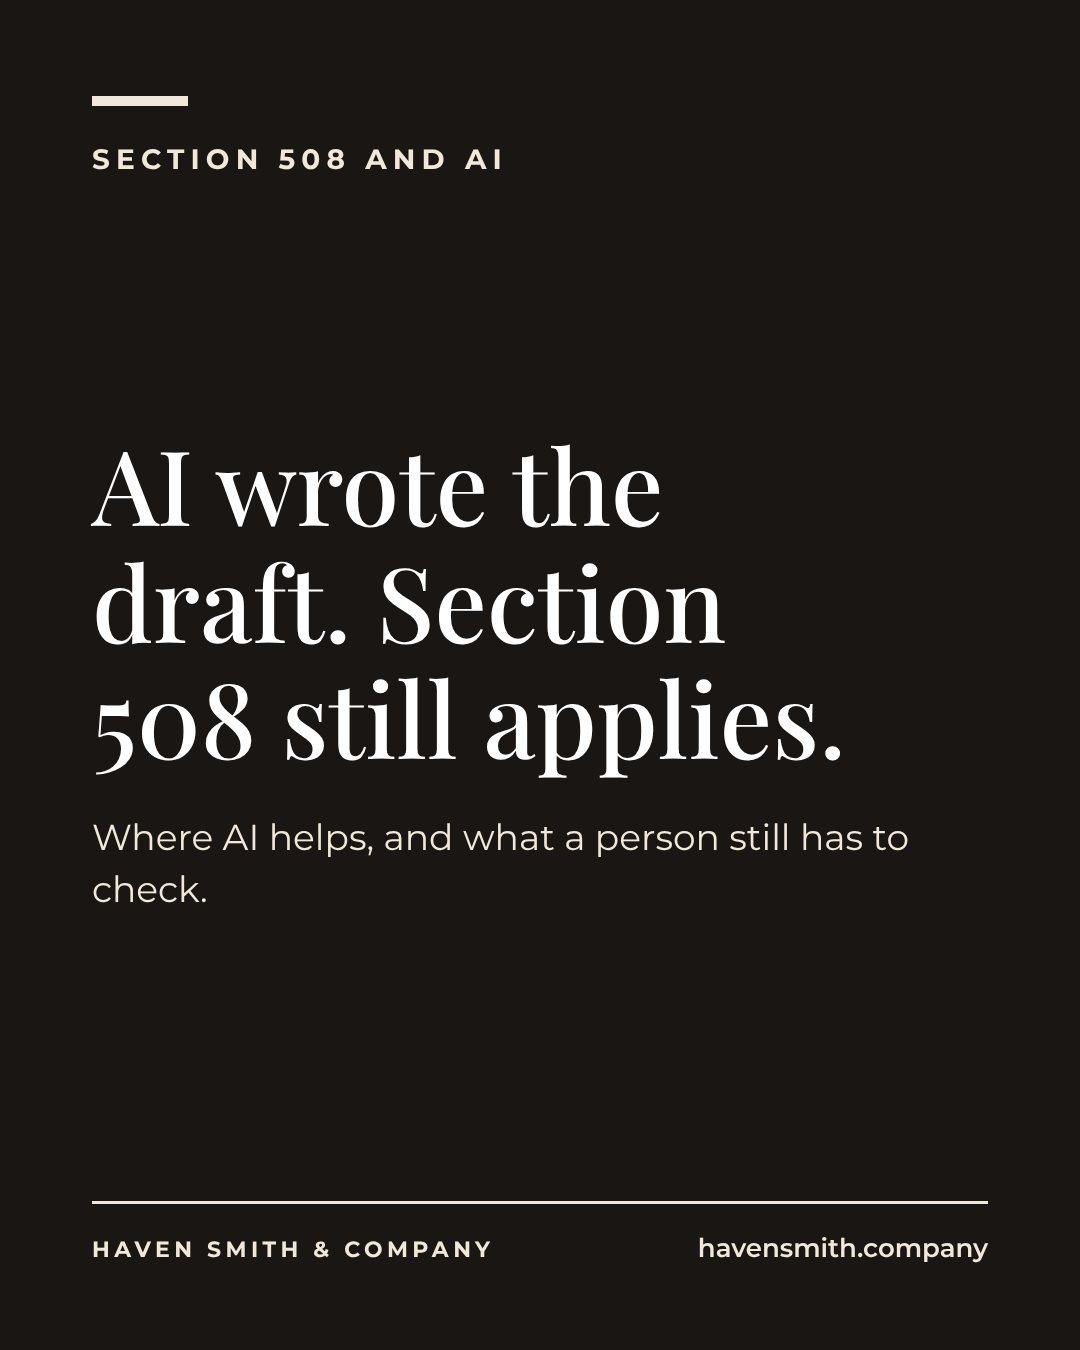 SECTION 508 AND AI
AI wrote the
draft. Section
508 still applies.
Where AI helps, and what a person still has to
check.
HAVEN SMITH & COMPANY
havensmith.company